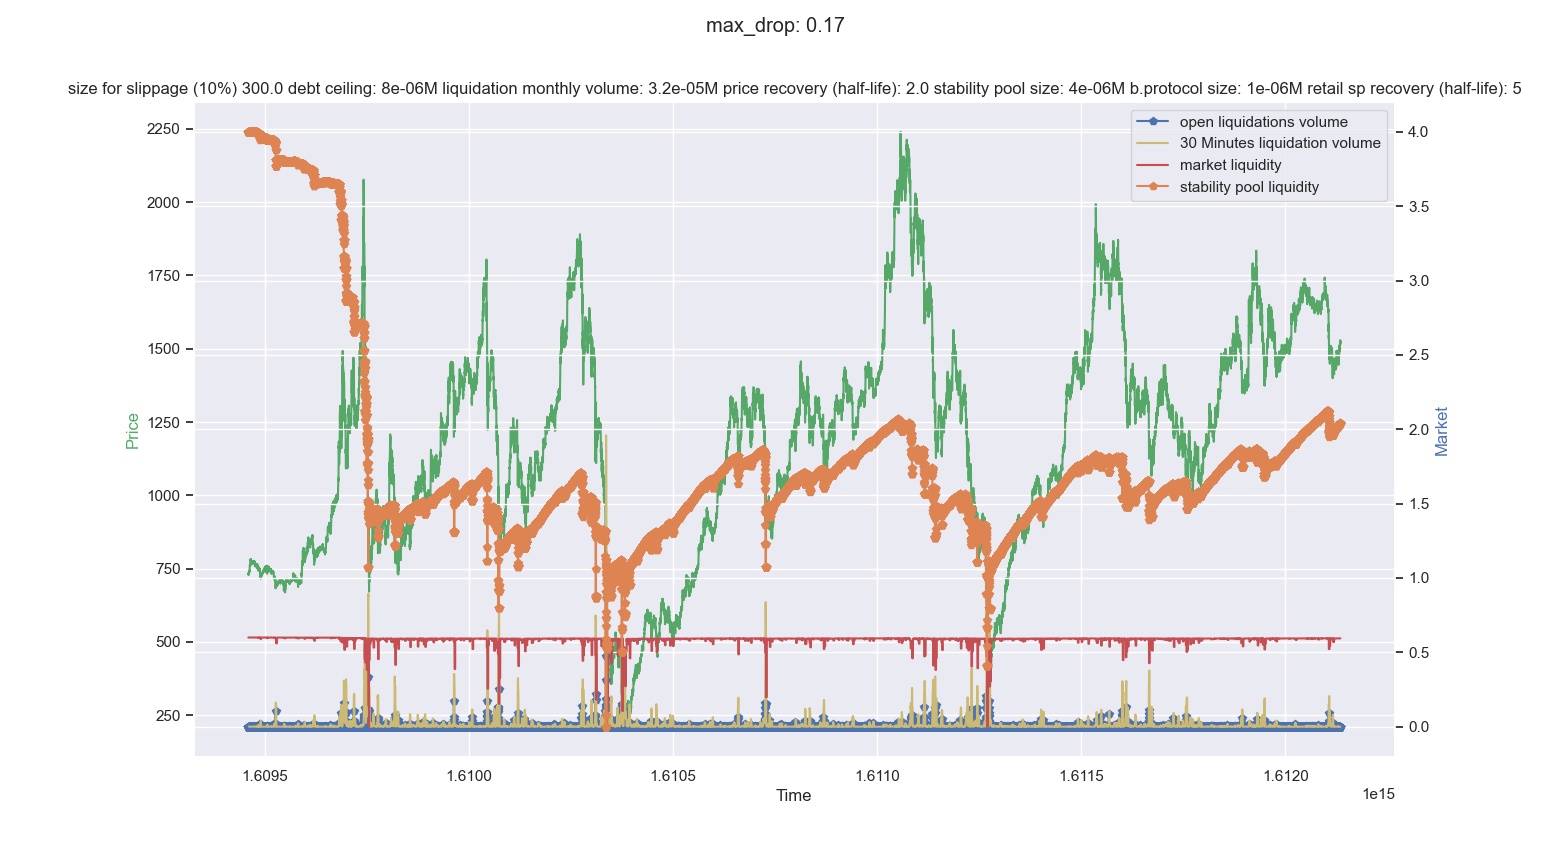 max_drop: 0.17
size for slippage (10%) 300.0 debt ceiling: 8e-06M liquidation monthly volume: 3.2e-05M price recovery (half-life): 2.0 stability pool size: 4e-06M b.protocol size: 1e-06M retail sp recovery (half-life): 5
open liquidations volume
30 Minutes liquidation volume
market liquidity
stability pool liquidity
2250
2000
1750
1500
1250
1000
750
500
250
Price
4.0
3.5
3.0
2.5
2.0
1.5
1.0
0.5
0.0
Market
1.6095 1.6100 1.6105 1.6110 1.6115 1.6120
Time
1e15